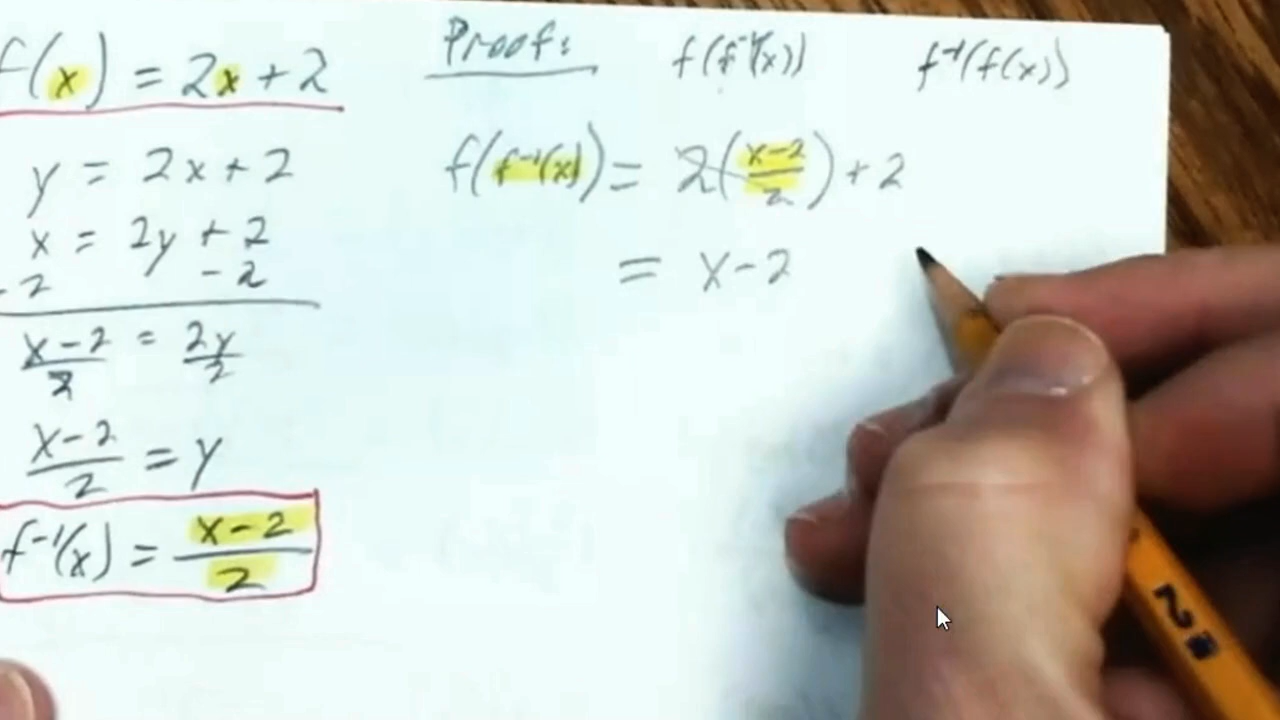 f(x) = 2x + 2
y = 2x + 2
x = 2y + 2
-2 -2
x-2/2 = 2y/2
x-2/2 = y
f⁻¹(x) = x-2/2
Proof: f(f⁻¹(x)) f⁻¹(f(x))
f(f⁻¹(x)) = 2(x-2/2) + 2
= x-2
2